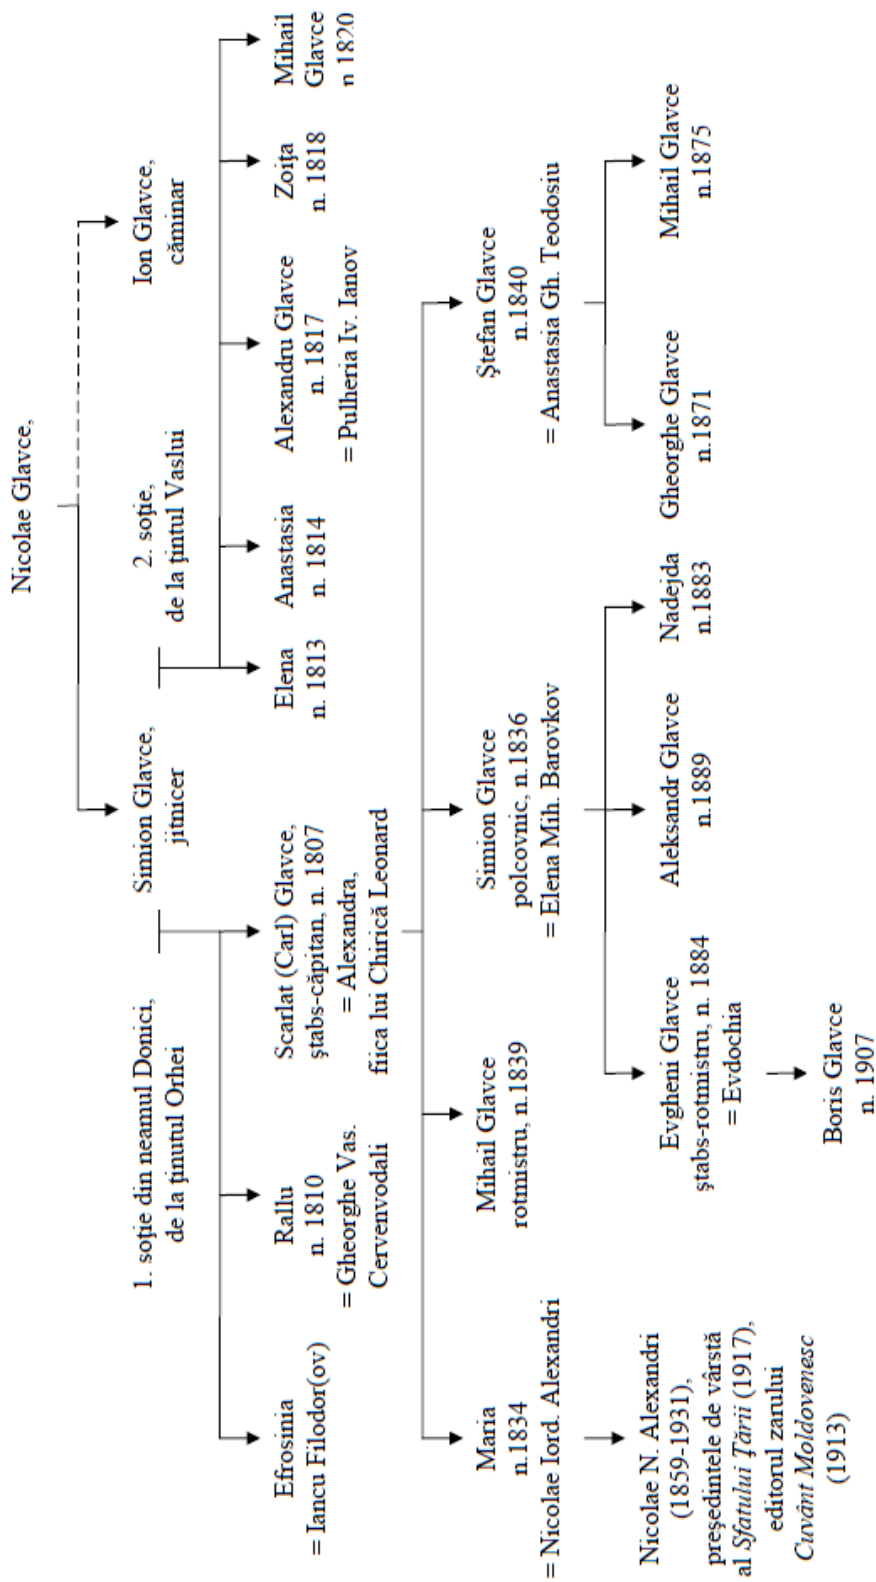 Nicolae Glavce,
Simion Glavce,
jitnicer
Ion Glavce,
căminar
1. soție din neamul Donici,
de la ținutul Orhei
2. soție,
de la țintul Vaslui
Efrosinia
= Iancu Filodor(ov)
Rallu
n. 1810
= Gheorghe Vas.
Cervenvodali
Scarlat (Carl) Glavce,
ștabs-căpitan, n. 1807
= Alexandra,
fiica lui Chirică Leonard
Elena
n. 1813
Anastasia
n. 1814
Alexandru Glavce
n. 1817
= Pulheria Iv. Ianov
Zoița
n. 1818
Mihail
Glavce
n 1820
Maria
n.1834
= Nicolae Iord. Alexandri
Mihail Glavce
rotmistru, n.1839
Simion Glavce
polcovnic, n.1836
= Elena Mih. Barovkov
Ștefan Glavce
n.1840
= Anastasia Gh. Teodosiu
Nicolae N. Alexandri
(1859-1931),
președintele de vârstă
al Sfatului Țării (1917),
editorul zarului
Cuvânt Moldovenesc
(1913)
Evgheni Glavce
ștabs-rotmistru, n. 1884
= Evdochia
Aleksandr Glavce
n.1889
Nadejda
n.1883
Gheorghe Glavce
n.1871
Mihail Glavce
n.1875
Boris Glavce
n. 1907